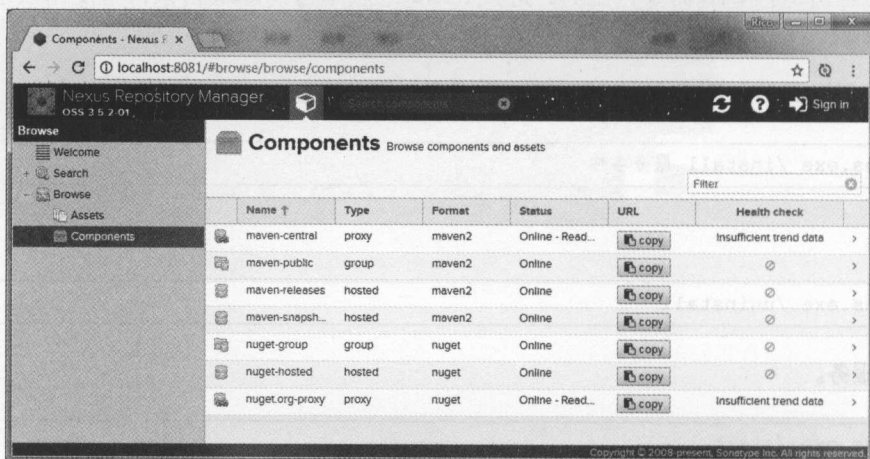 Rico
Components - Nexus F
localhost:8081/#browse/browse/components
Nexus Repository Manager
OSS 3.5.2-01
Search components
Sign in
Browse
Welcome
Search
Browse
Assets
Components
Components Browse components and assets
Filter
Name Type Format Status URL Health check
maven-central proxy maven2 Online - Read... copy Insufficient trend data
maven-public group maven2 Online copy
maven-releases hosted maven2 Online copy
maven-snapsh... hosted maven2 Online copy
nuget-group group nuget Online copy
nuget-hosted hosted nuget Online copy
nuget.org-proxy proxy nuget Online - Read... copy Insufficient trend data
Copyright © 2008-present, Sonatype Inc. All rights reserved.